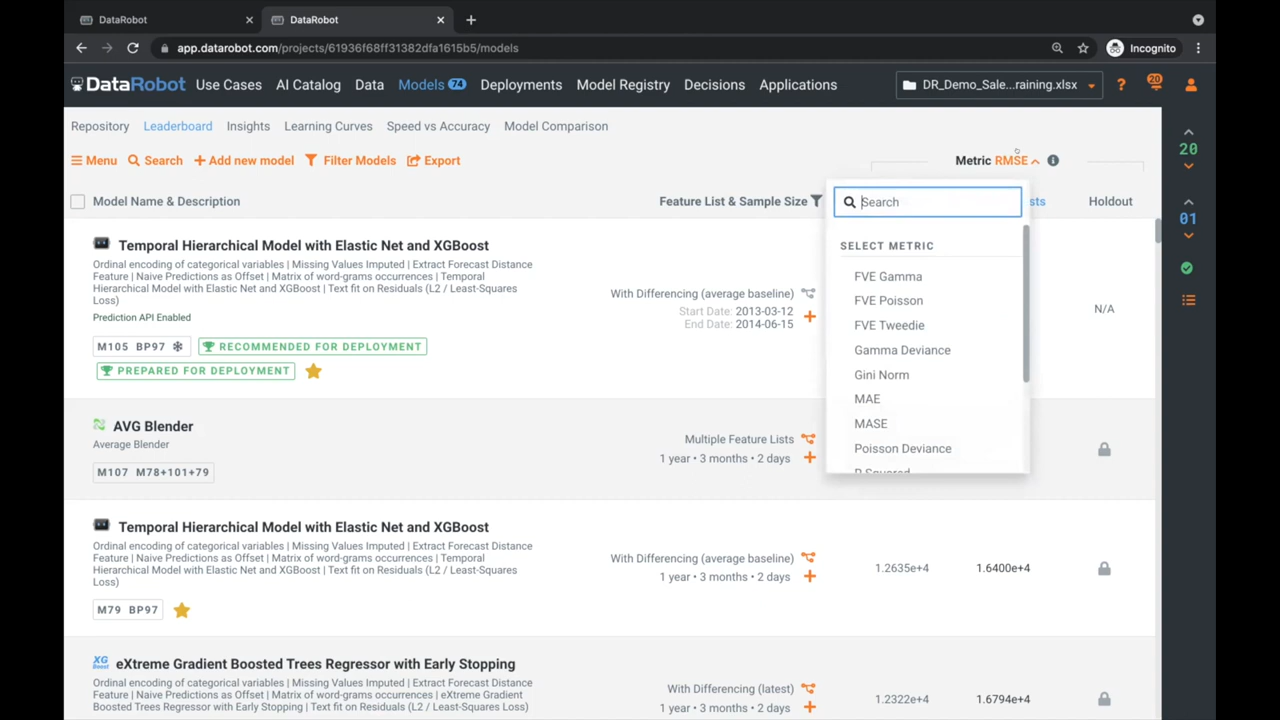 DataRobot
DataRobot
app.datarobot.com/projects/61936f68ff31382dfa1615b5/models
Incognito
DataRobot Use Cases AI Catalog Data Models 74 Deployments Model Registry Decisions Applications DR_Demo_Sale...raining.xlsx ? 20
Repository Leaderboard Insights Learning Curves Speed vs Accuracy Model Comparison
Menu Search Add new model Filter Models Export Metric RMSE
Model Name & Description Feature List & Sample Size Search sts Holdout
20
01
SELECT METRIC
FVE Gamma
FVE Poisson
FVE Tweedie
Gamma Deviance
Gini Norm
MAE
MASE
Poisson Deviance
R Squared
Temporal Hierarchical Model with Elastic Net and XGBoost
Ordinal encoding of categorical variables | Missing Values Imputed | Extract Forecast Distance
Feature | Naive Predictions as Offset | Matrix of word-grams occurrences | Temporal
Hierarchical Model with Elastic Net and XGBoost | Text fit on Residuals (L2 / Least-Squares
Loss)
Prediction API Enabled
M105 BP97 RECOMMENDED FOR DEPLOYMENT
PREPARED FOR DEPLOYMENT
With Differencing (average baseline)
Start Date: 2013-03-12
End Date: 2014-06-15
N/A
AVG Blender
Average Blender
M107 M78+101+79
Multiple Feature Lists
1 year • 3 months • 2 days
Temporal Hierarchical Model with Elastic Net and XGBoost
Ordinal encoding of categorical variables | Missing Values Imputed | Extract Forecast Distance
Feature | Naive Predictions as Offset | Matrix of word-grams occurrences | Temporal
Hierarchical Model with Elastic Net and XGBoost | Text fit on Residuals (L2 / Least-Squares
Loss)
M79 BP97
With Differencing (average baseline)
1 year • 3 months • 2 days
1.2635e+4 1.6400e+4
XG Boost eXtreme Gradient Boosted Trees Regressor with Early Stopping
Ordinal encoding of categorical variables | Missing Values Imputed | Extract Forecast Distance
Feature | Naive Predictions as Offset | Matrix of word-grams occurrences | eXtreme Gradient
Boosted Trees Regressor with Early Stopping | Text fit on Residuals (L2 / Least-Squares Loss)
With Differencing (latest)
1 year • 3 months • 2 days
1.2322e+4 1.6794e+4